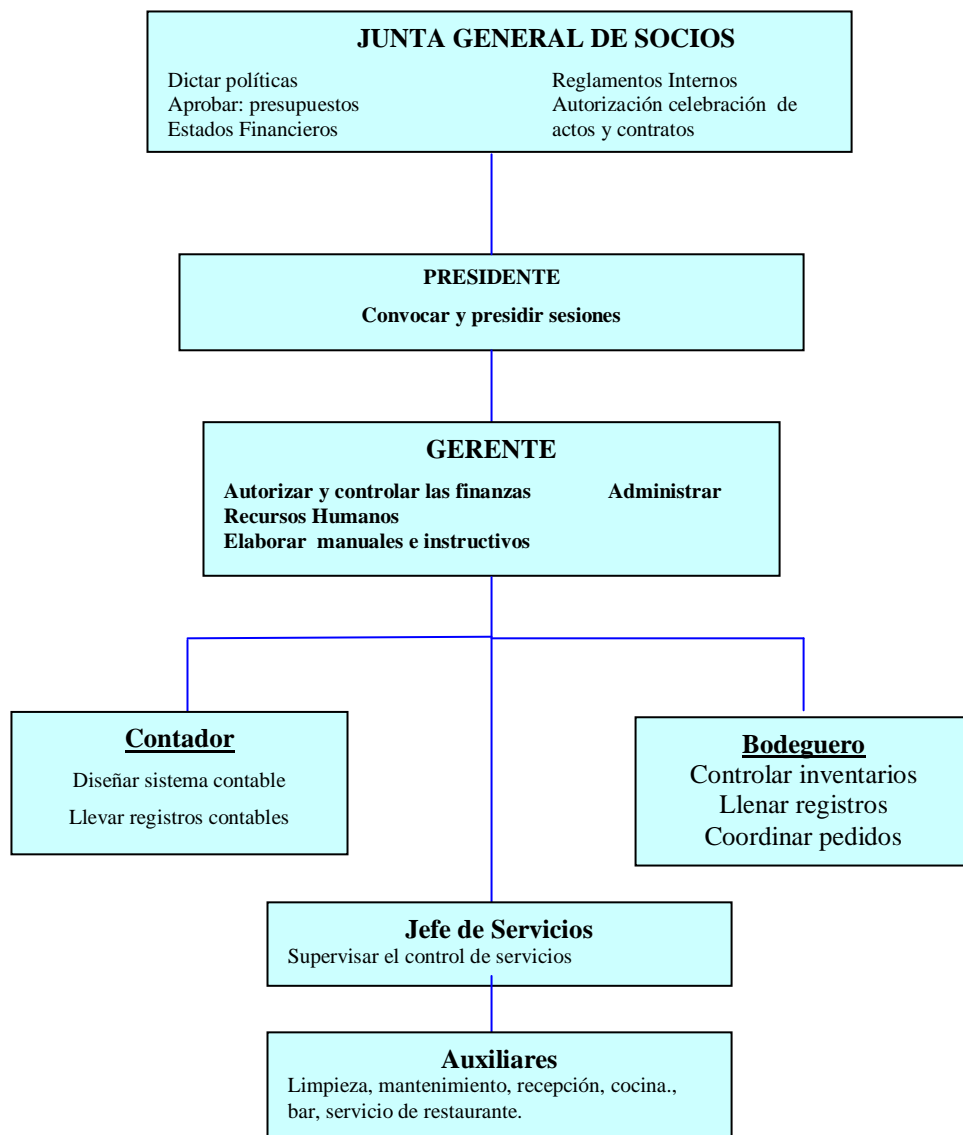 JUNTA GENERAL DE SOCIOS
Dictar políticas
Aprobar: presupuestos
Estados Financieros
Reglamentos Internos
Autorización celebración de
actos y contratos
PRESIDENTE
Convocar y presidir sesiones
GERENTE
Autorizar y controlar las finanzas Administrar
Recursos Humanos
Elaborar manuales e instructivos
Contador
Diseñar sistema contable
Llevar registros contables
Bodeguero
Controlar inventarios
Llenar registros
Coordinar pedidos
Jefe de Servicios
Supervisar el control de servicios
Auxiliares
Limpieza, mantenimiento, recepción, cocina.,
bar, servicio de restaurante.